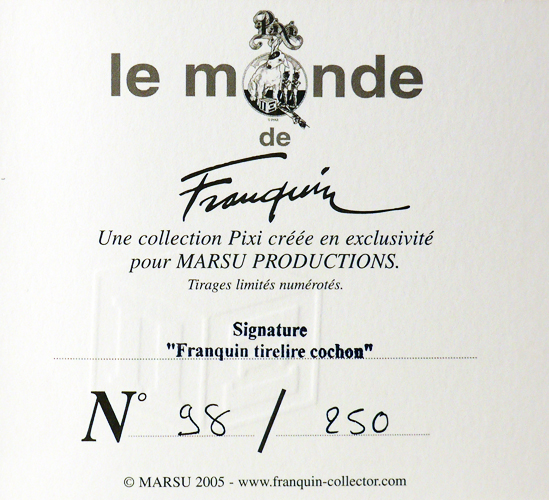 Pixi
le monde
de
Franquin
Une collection Pixi créée en exclusivité
pour MARSU PRODUCTIONS.
Tirages limités numérotés.
Signature
"Franquin tirelire cochon"
N° 98 / 250
© MARSU 2005 - www.franquin-collector.com